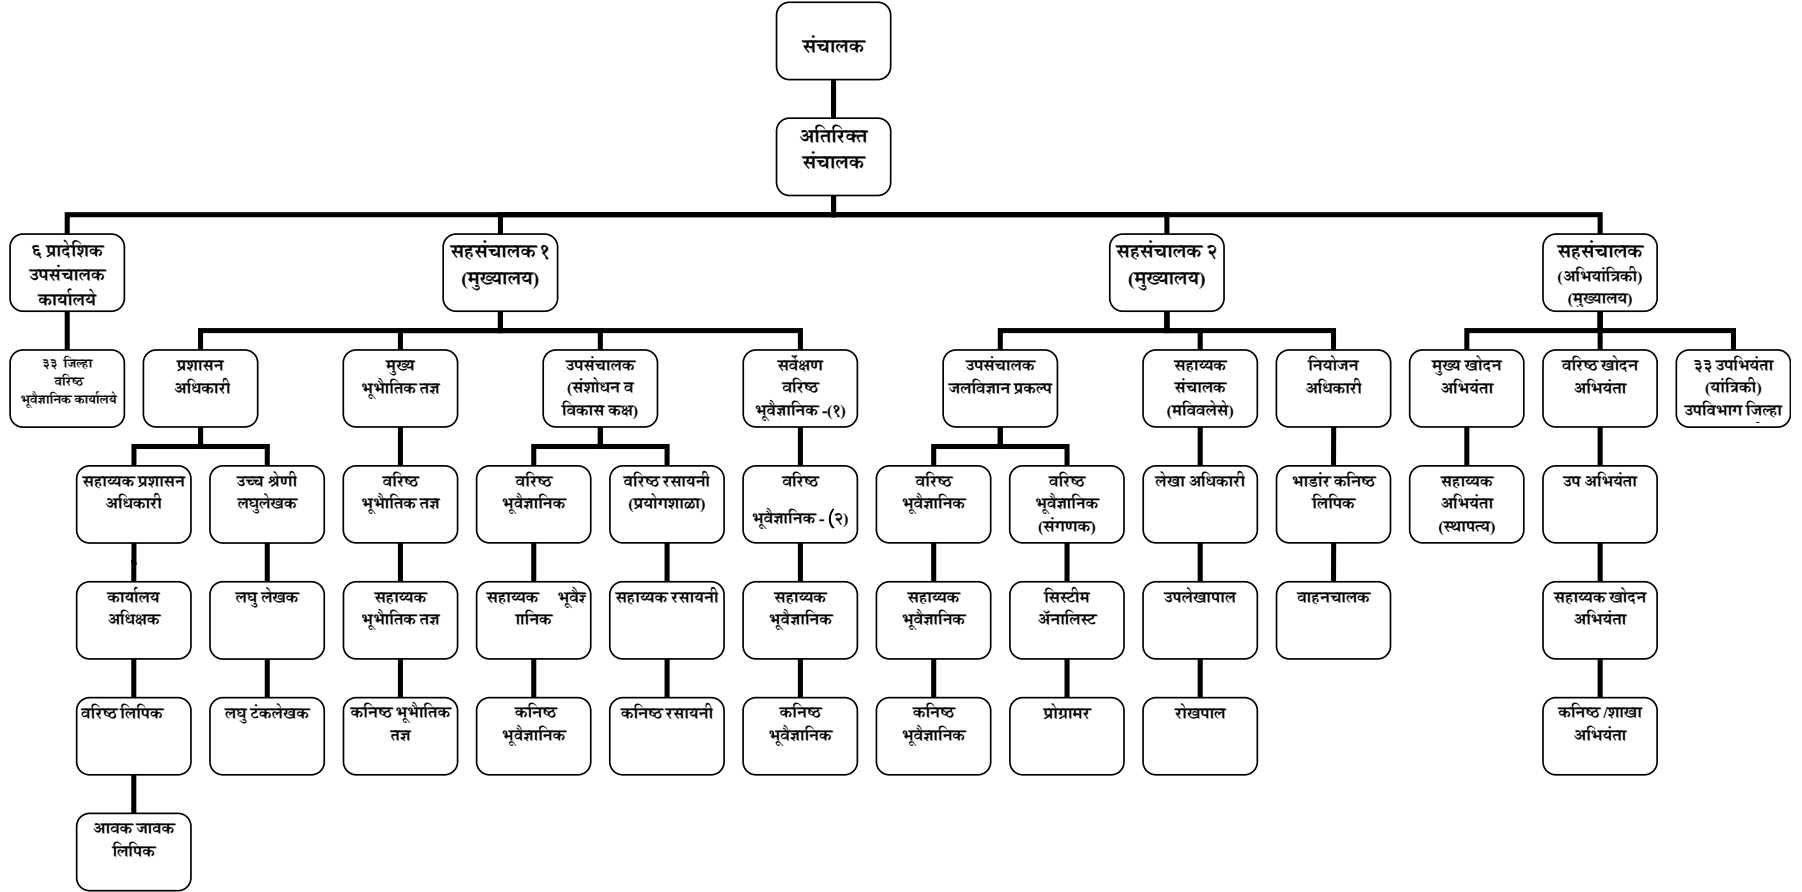 संचालक
अतिरिक्त
संचालक
६ प्रादेशिक
उपसंचालक
कार्यालये
सहसंचालक १
(मुख्यालय)
सहसंचालक २
(मुख्यालय)
सहसंचालक
(अभियांत्रिकी)
(मुख्यालय)
३३ जिल्हा
वरिष्ठ
भूवैज्ञानिक कार्यालये
प्रशासन
अधिकारी
मुख्य
भूभौतिक तज्ञ
उपसंचालक
(संशोधन व
विकास कक्ष)
सर्वेक्षण
वरिष्ठ
भूवैज्ञानिक -(१)
उपसंचालक
जलविज्ञान प्रकल्प
सहाय्यक
संचालक
(मविवलेसे)
नियोजन
अधिकारी
मुख्य खोदन
अभियंता
वरिष्ठ खोदन
अभियंता
३३ उपभियंता
(यांत्रिकी)
उपविभाग जिल्हा
सहाय्यक प्रशासन
अधिकारी
उच्च श्रेणी
लघुलेखक
वरिष्ठ
भूभौतिक तज्ञ
वरिष्ठ
भूवैज्ञानिक
वरिष्ठ रसायनी
(प्रयोगशाळा)
वरिष्ठ
भूवैज्ञानिक - (२)
वरिष्ठ
भूवैज्ञानिक
वरिष्ठ
भूवैज्ञानिक
(संगणक)
लेखा अधिकारी
भाडांर कनिष्ठ
लिपिक
सहाय्यक
अभियंता
(स्थापत्य)
उप अभियंता
कार्यालय
अधिक्षक
लघु लेखक
सहाय्यक
भूभौतिक तज्ञ
सहाय्यक भूवैज्ञ
ानिक
सहाय्यक रसायनी
सहाय्यक
भूवैज्ञानिक
सहाय्यक
भूवैज्ञानिक
सिस्टीम
ॲनालिस्ट
उपलेखापाल
वाहनचालक
सहाय्यक खोदन
अभियंता
वरिष्ठ लिपिक
लघु टंकलेखक
कनिष्ठ भूभौतिक
तज्ञ
कनिष्ठ
भूवैज्ञानिक
कनिष्ठ रसायनी
कनिष्ठ
भूवैज्ञानिक
कनिष्ठ
भूवैज्ञानिक
प्रोग्रामर
रोखपाल
कनिष्ठ /शाखा
अभियंता
आवक जावक
लिपिक